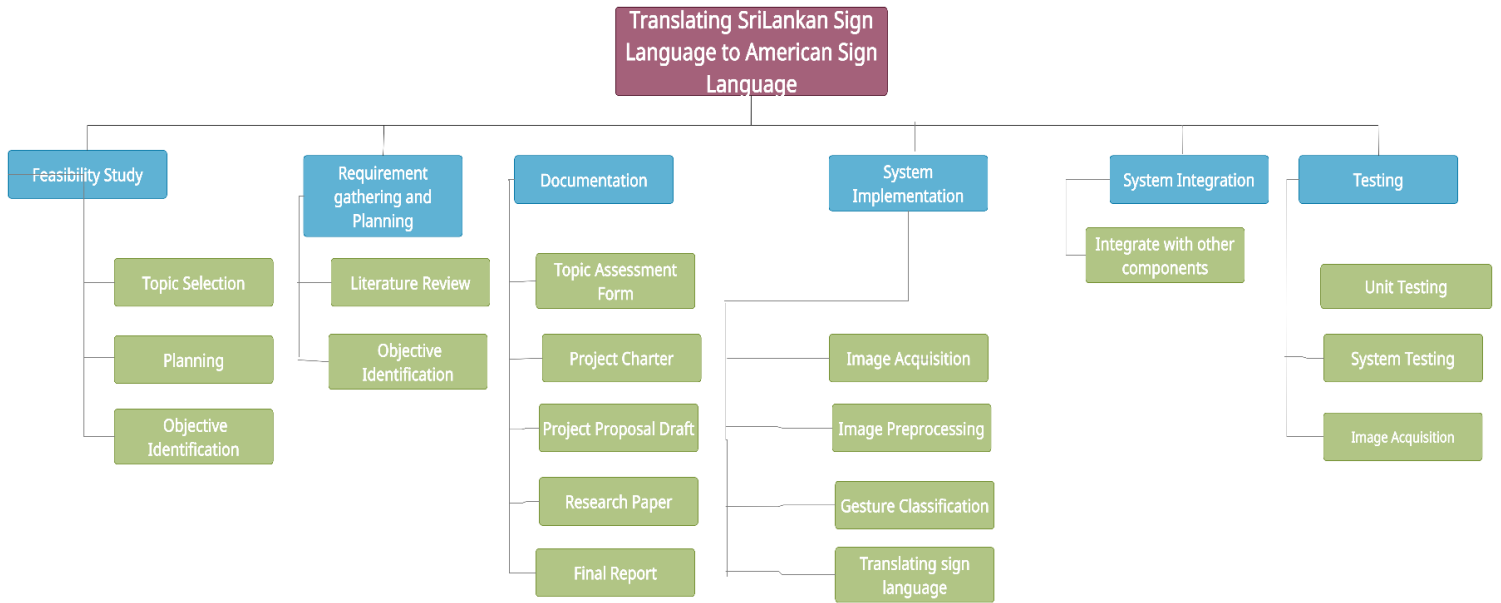 Translating SriLankan Sign
Language to American Sign
Language
Feasibility Study
Topic Selection
Planning
Objective
Identification
Requirement
gathering and
Planning
Literature Review
Objective
Identification
Documentation
Topic Assessment
Form
Project Charter
Project Proposal Draft
Research Paper
Final Report
System
Implementation
Image Acquisition
Image Preprocessing
Gesture Classification
Translating sign
language
System Integration
Integrate with other
components
Testing
Unit Testing
System Testing
Image Acquisition